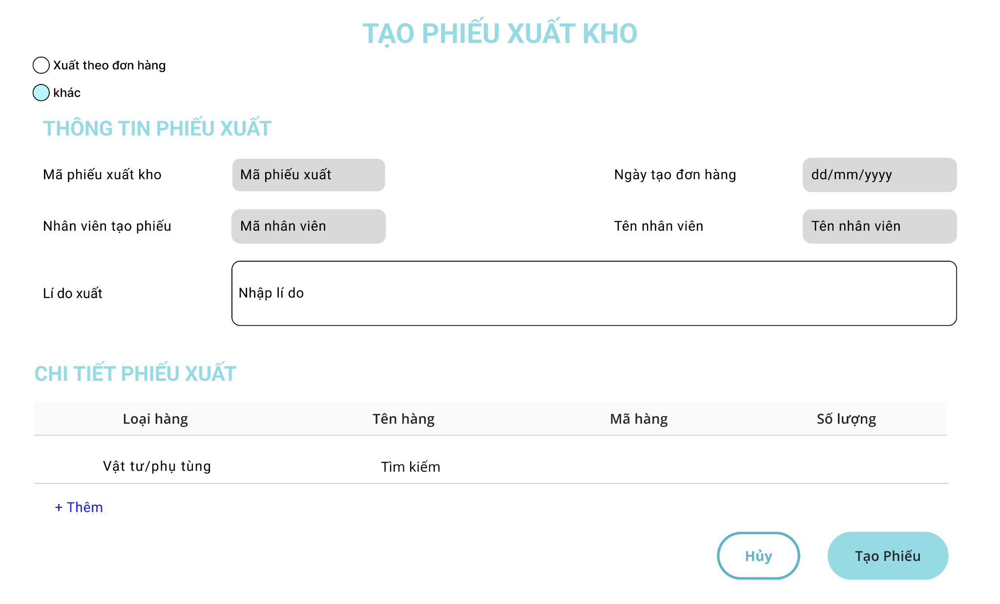 TẠO PHIẾU XUẤT KHO
Xuất theo đơn hàng
khác
THÔNG TIN PHIẾU XUẤT
Mã phiếu xuất kho Mã phiếu xuất Ngày tạo đơn hàng dd/mm/yyyy
Nhân viên tạo phiếu Mã nhân viên Tên nhân viên Tên nhân viên
Lí do xuất Nhập lí do
CHI TIẾT PHIẾU XUẤT
Loại hàng Tên hàng Mã hàng Số lượng
Vật tư/phụ tùng Tìm kiếm
+ Thêm
Hủy Tạo Phiếu